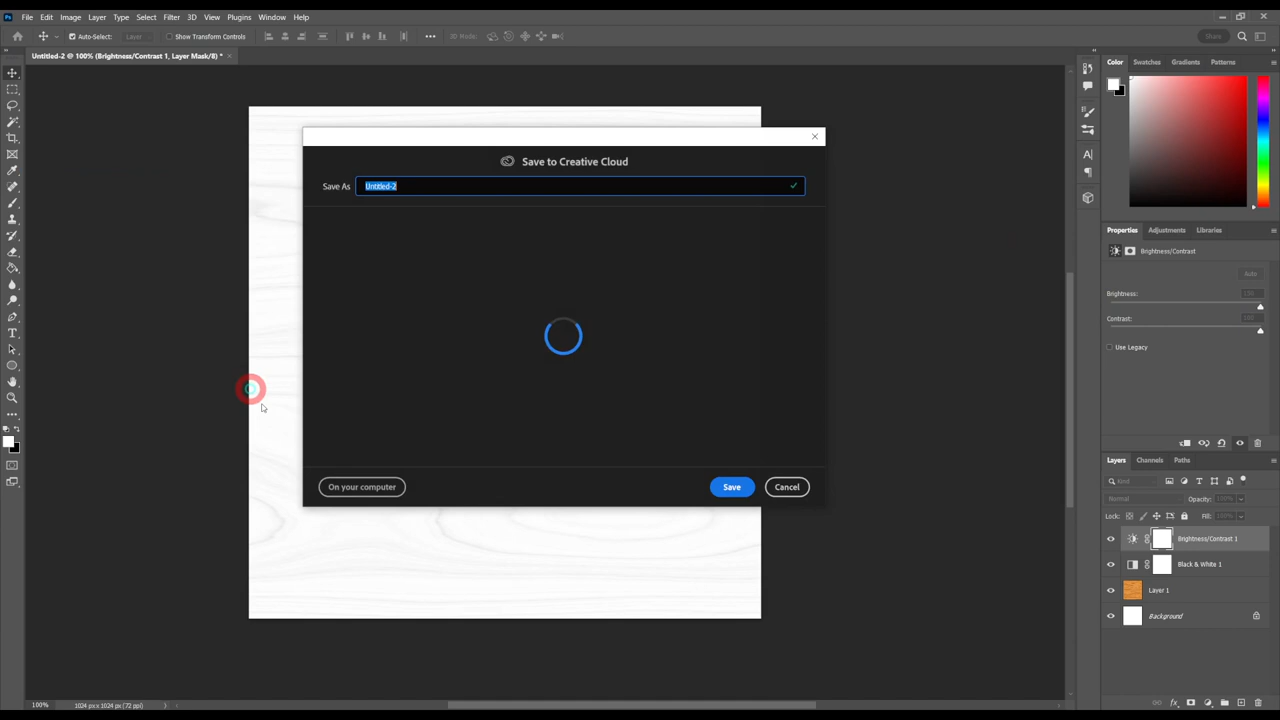 Ps File Edit Image Layer Type Select Filter 3D View Plugins Window Help
Auto-Select: Layer Show Transform Controls 3D Mode: Share
Untitled-2 @ 100% (Brightness/Contrast 1, Layer Mask/8) *
Color Swatches Gradients Patterns
Save to Creative Cloud
Save As Untitled-2
Properties Adjustments Libraries
Brightness/Contrast
Auto
Brightness:
Contrast:
Use Legacy
On your computer Save Cancel
Layers Channels Paths
Kind
Normal Opacity: 100%
Lock: Fill: 100%
Brightness/Contrast 1
Black & White 1
Layer 1
Background
100% 1024 px x 1024 px (72 ppi)